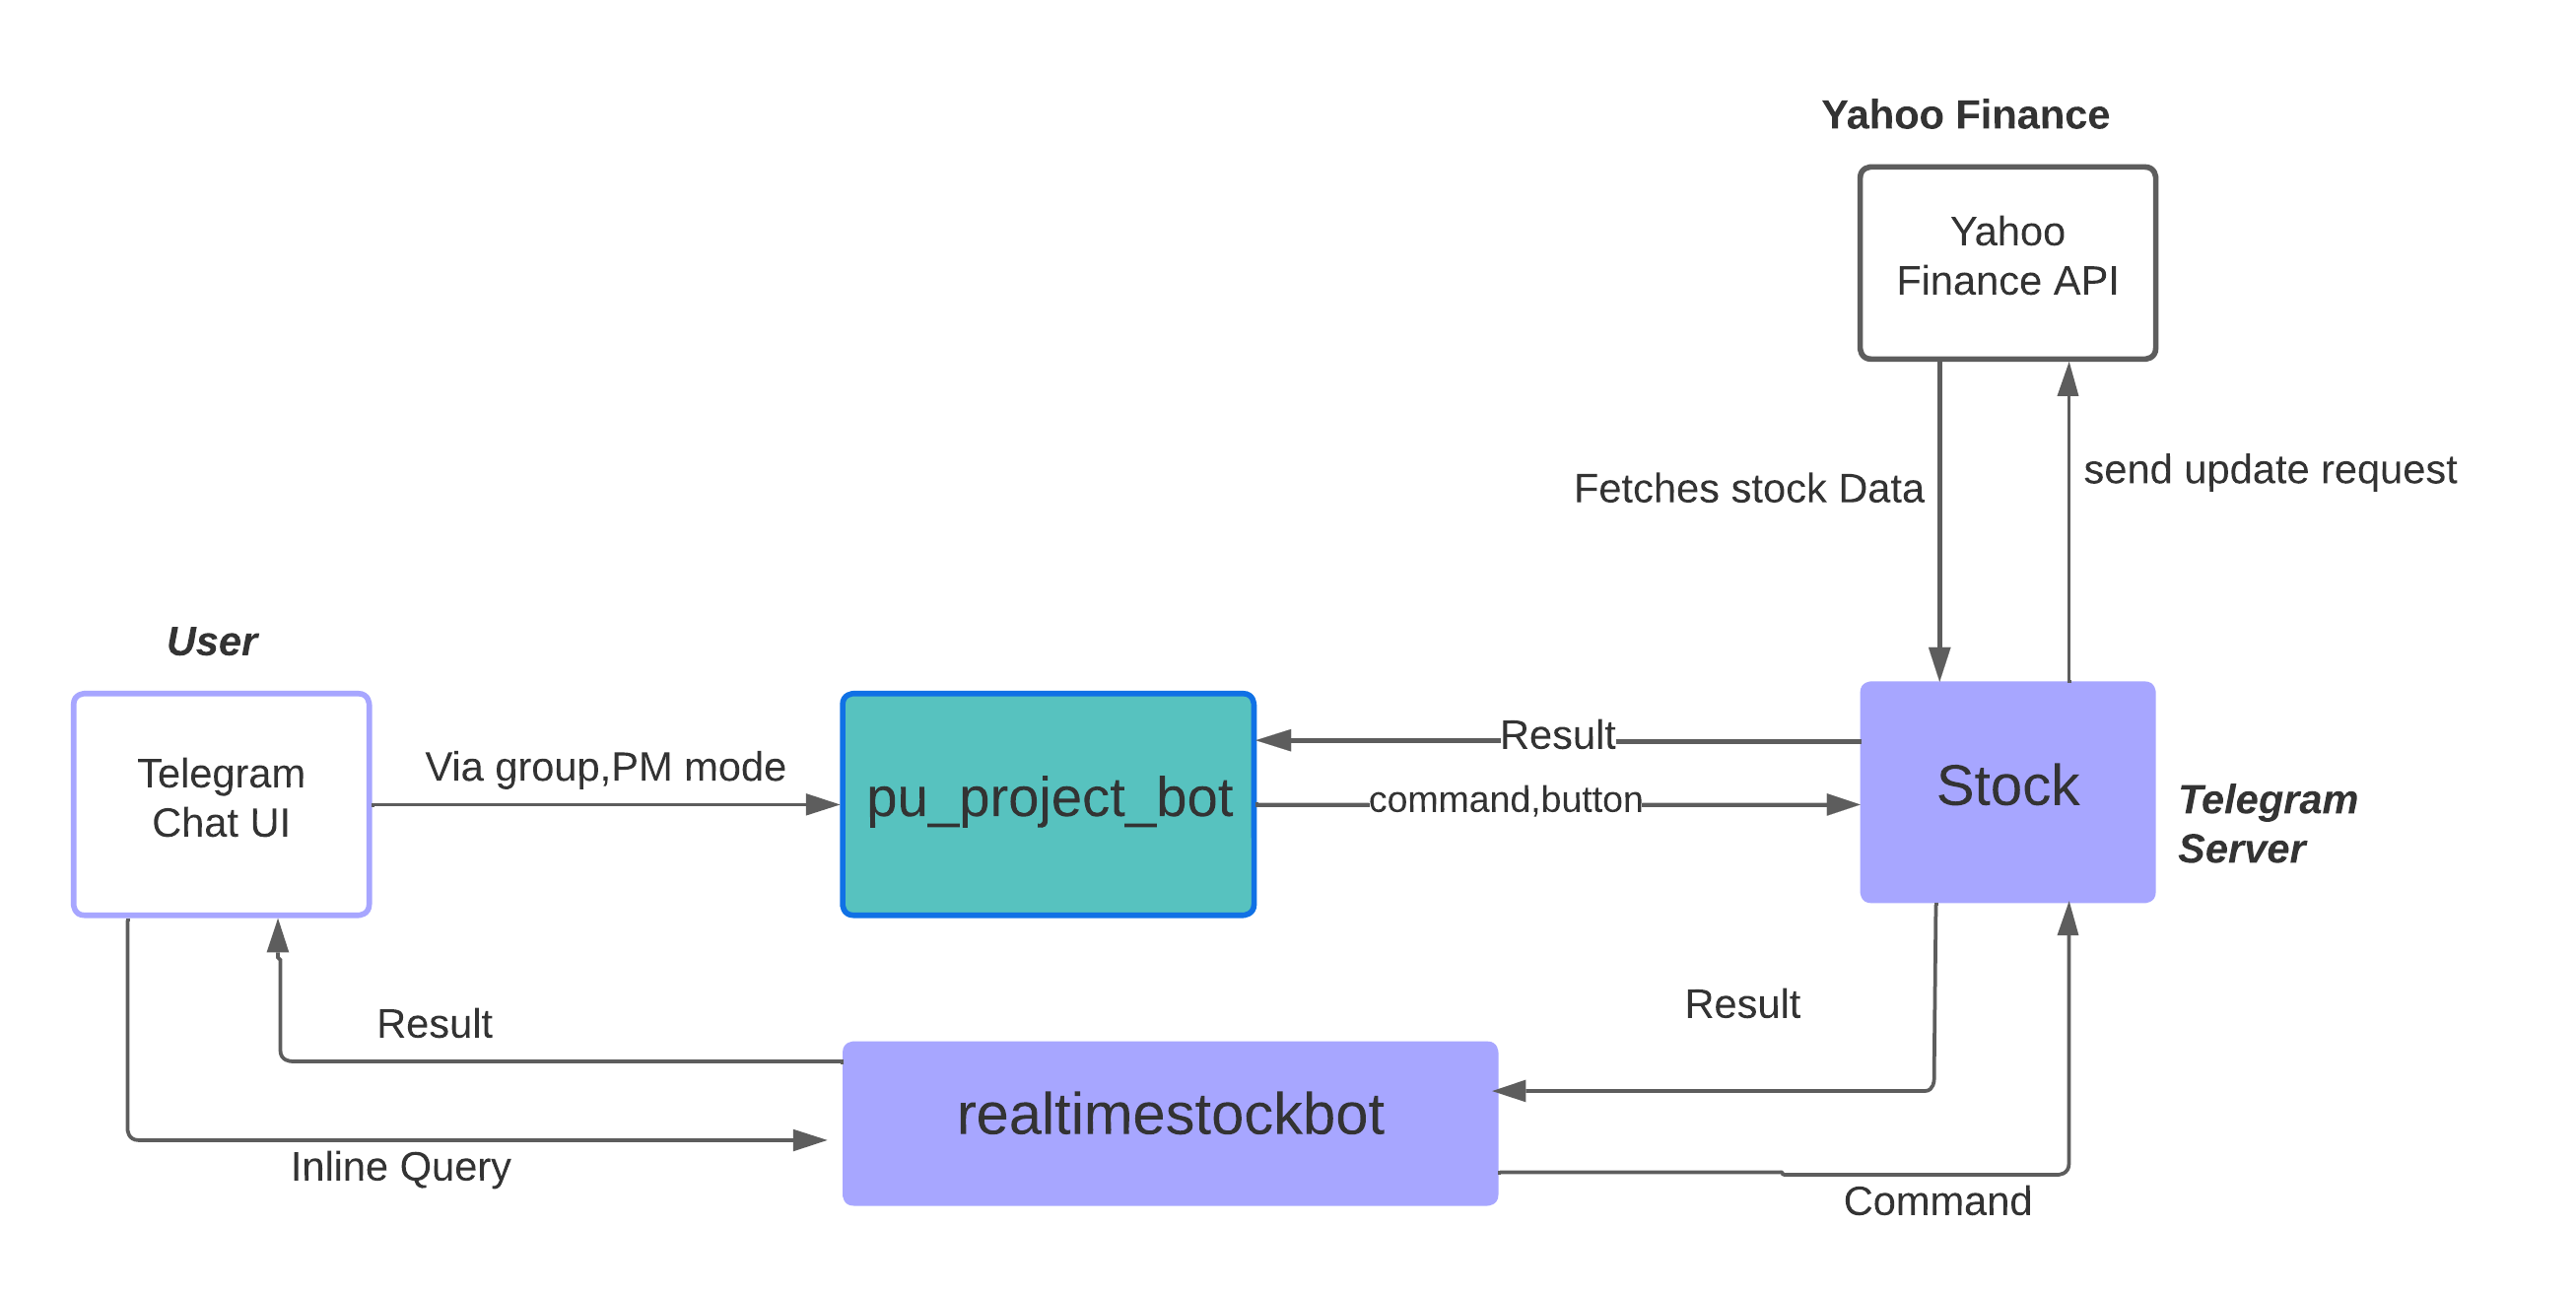 Yahoo Finance
Yahoo
Finance API
Fetches stock Data
send update request
User
Telegram
Chat UI
Via group,PM mode
pu_project_bot
Result
command,button
Stock
Telegram
Server
Result
Inline Query
realtimestockbot
Result
Command